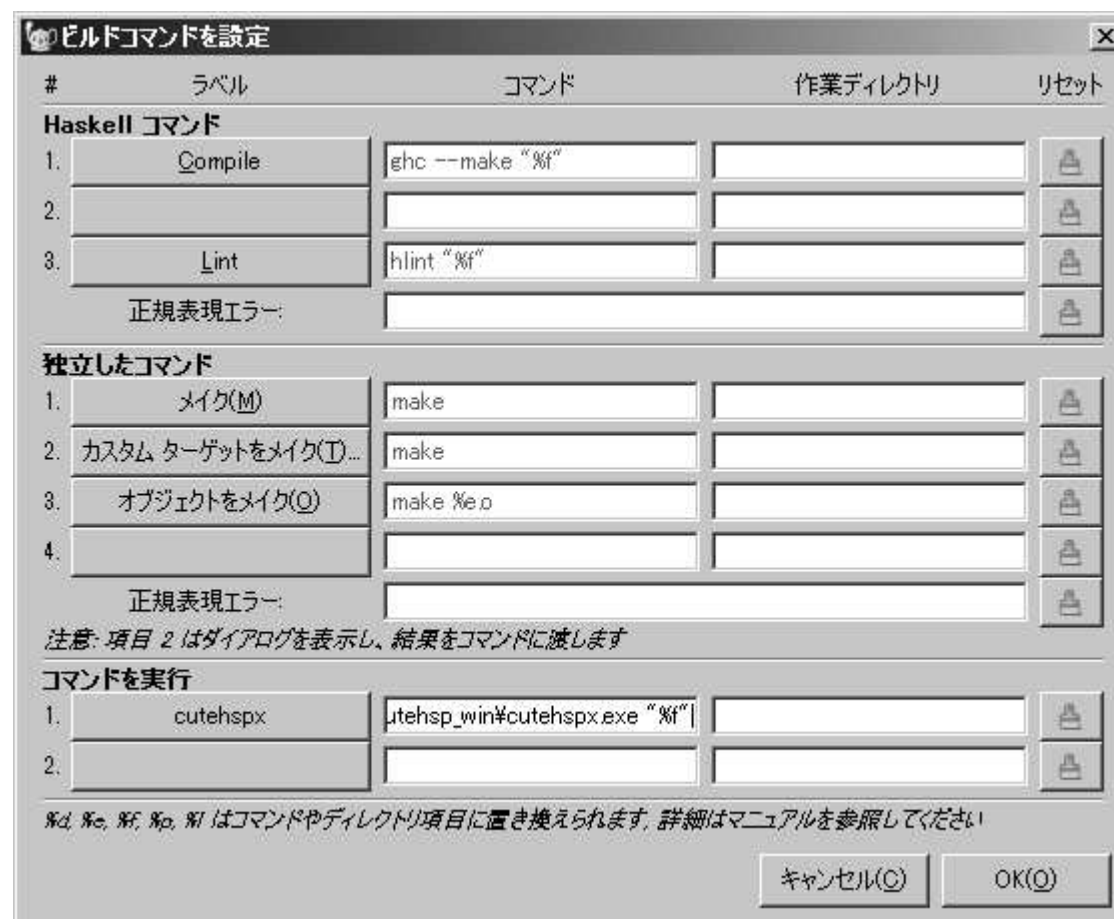 ビルドコマンドを設定
# ラベル コマンド 作業ディレクトリ リセット
Haskell コマンド
1. Compile ghc --make "%f"
2.
3. Lint hlint "%f"
正規表現エラー:
独立したコマンド
1. メイク(M) make
2. カスタム ターゲットをメイク(T)... make
3. オブジェクトをメイク(O) make %e.o
4.
正規表現エラー:
注意: 項目 2 はダイアログを表示し、結果をコマンドに渡します
コマンドを実行
1. cutehspx utehsp_win¥cutehspx.exe "%f"
2.
%d, %e, %f, %p, %l はコマンドやディレクトリ項目に置き換えられます, 詳細はマニュアルを参照してください
キャンセル(C) OK(O)